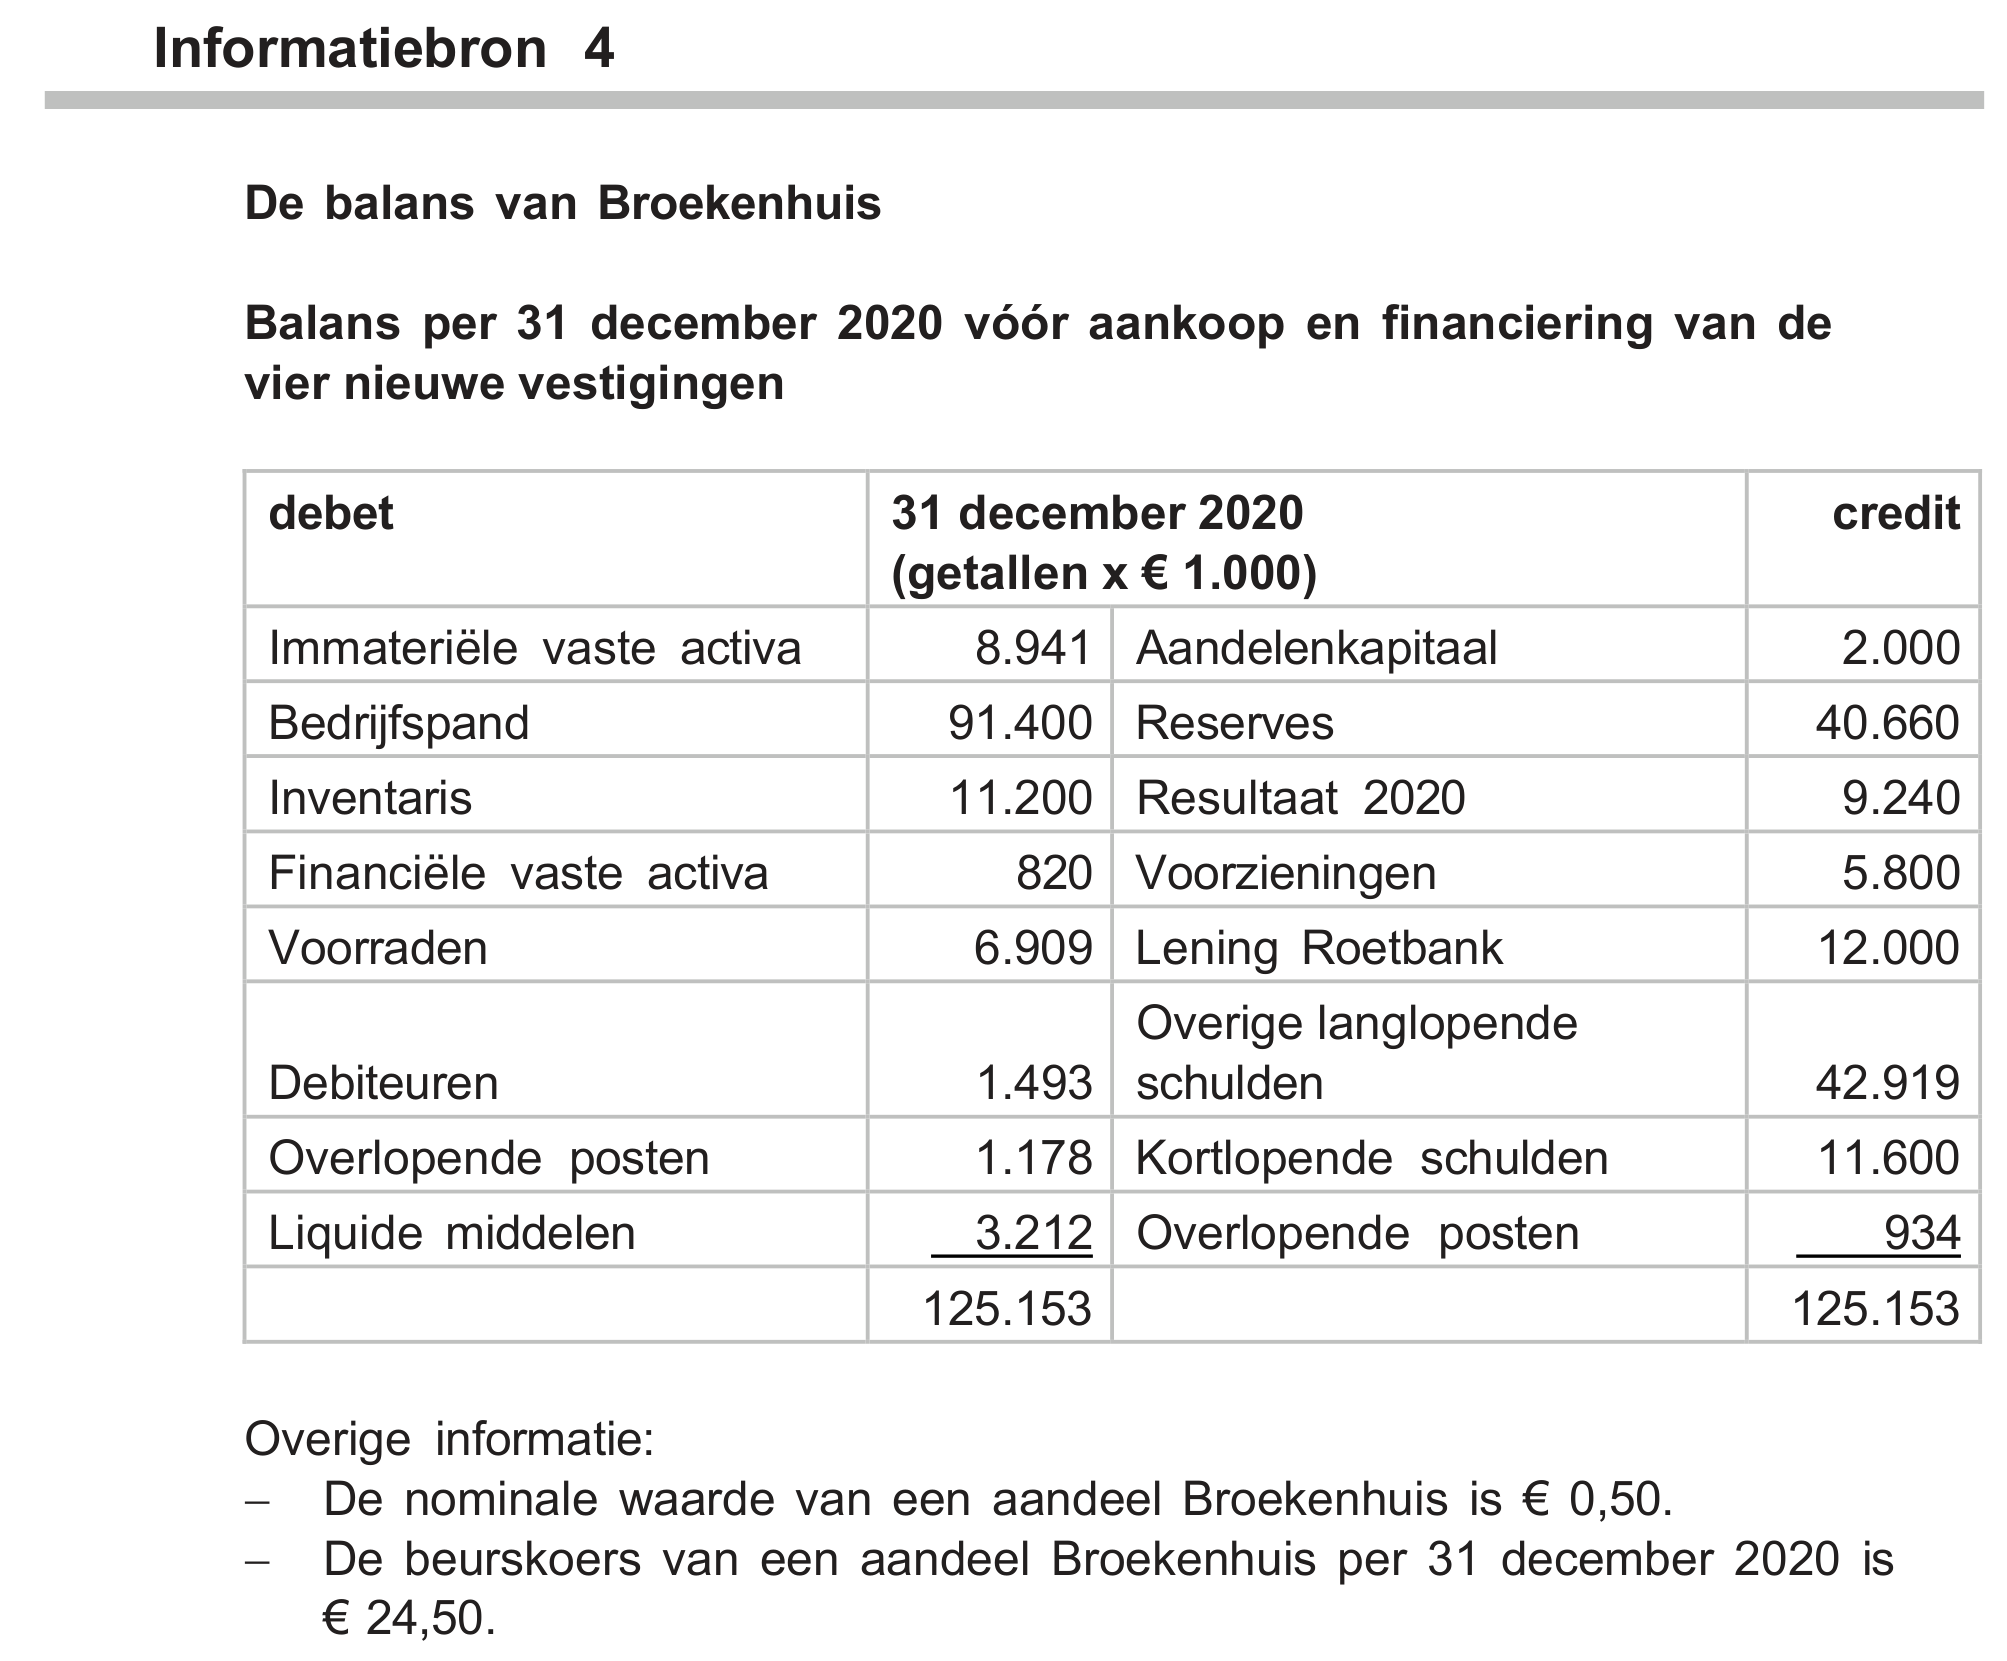 Informatiebron 4
De balans van Broekenhuis
Balans per 31 december 2020 vóór aankoop en financiering van de
vier nieuwe vestigingen
debet 31 december 2020 credit
(getallen x € 1.000)
Immateriële vaste activa 8.941 Aandelenkapitaal 2.000
Bedrijfspand 91.400 Reserves 40.660
Inventaris 11.200 Resultaat 2020 9.240
Financiële vaste activa 820 Voorzieningen 5.800
Voorraden 6.909 Lening Roetbank 12.000
Overige langlopende
Debiteuren 1.493 schulden 42.919
Overlopende posten 1.178 Kortlopende schulden 11.600
Liquide middelen 3.212 Overlopende posten 934
125.153 125.153
Overige informatie:
– De nominale waarde van een aandeel Broekenhuis is € 0,50.
– De beurskoers van een aandeel Broekenhuis per 31 december 2020 is
€ 24,50.